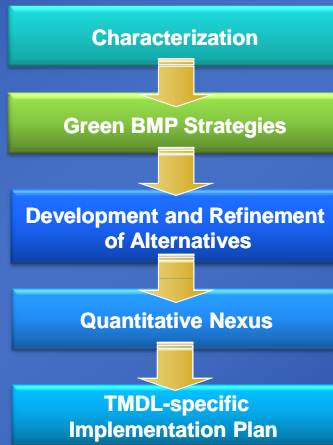 Characterization
Green BMP Strategies
Development and Refinement
of Alternatives
Quantitative Nexus
TMDL-specific
Implementation Plan